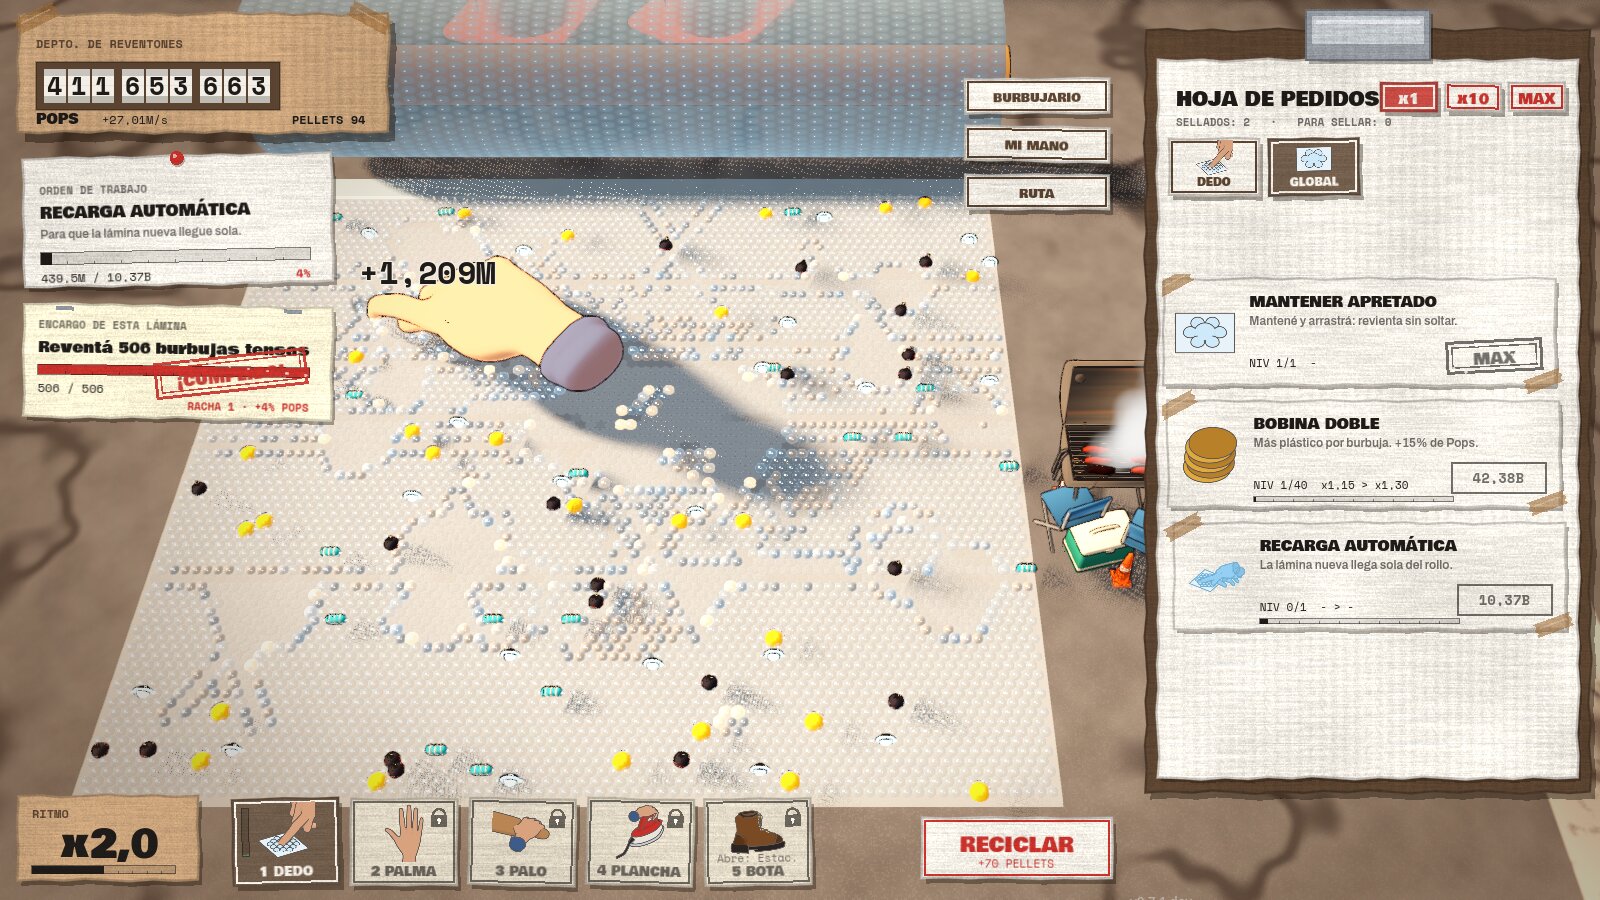 DEPTO. DE REVENTONES
411 653 663
POPS +27,01M/s PELLETS 94
ORDEN DE TRABAJO
RECARGA AUTOMÁTICA
Para que la lámina nueva llegue sola.
439.5M / 10.37B 4%
ENCARGO DE ESTA LÁMINA
Reventá 506 burbujas tensas
506 / 506
RACHA 1 · +4% POPS
+1,209M
BURBUJARIO
MI MANO
RUTA
HOJA DE PEDIDOS x1 x10 MAX
SELLADOS: 2 · PARA SELLAR: 0
DEDO GLOBAL
MANTENER APRETADO
Mantené y arrastrá: revienta sin soltar.
NIV 1/1 - MAX
BOBINA DOBLE
Más plástico por burbuja. +15% de Pops.
NIV 1/40 x1,15 > x1,30 42,38B
RECARGA AUTOMÁTICA
La lámina nueva llega sola del rollo.
NIV 0/1 - > - 10,37B
RITMO
x2,0
1 DEDO
2 PALMA
3 PALO
4 PLANCHA
Abre: Estac.
5 BOTA
RECICLAR
+70 PELLETS